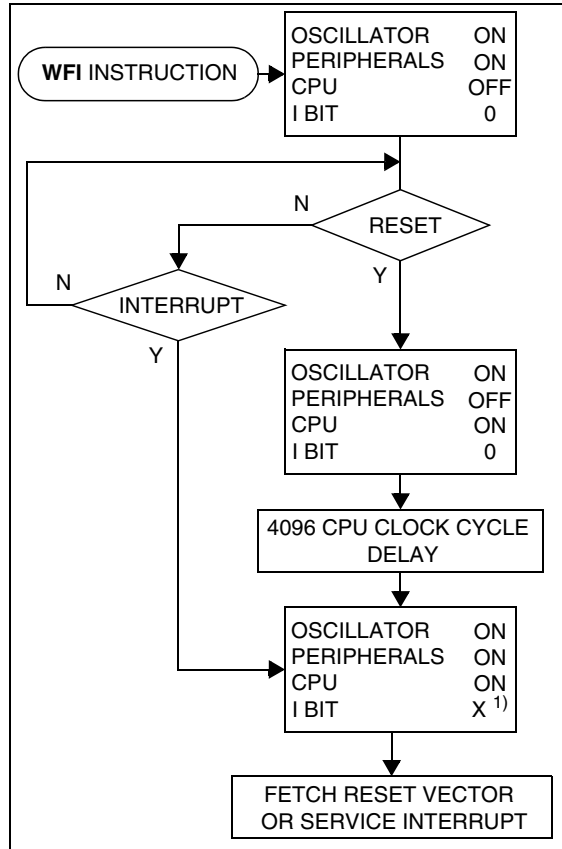 WFI INSTRUCTION
OSCILLATOR ON
PERIPHERALS ON
CPU OFF
I BIT 0
N
RESET
Y
N
INTERRUPT
Y
OSCILLATOR ON
PERIPHERALS OFF
CPU ON
I BIT 0
4096 CPU CLOCK CYCLE
DELAY
OSCILLATOR ON
PERIPHERALS ON
CPU ON
I BIT X 1)
FETCH RESET VECTOR
OR SERVICE INTERRUPT